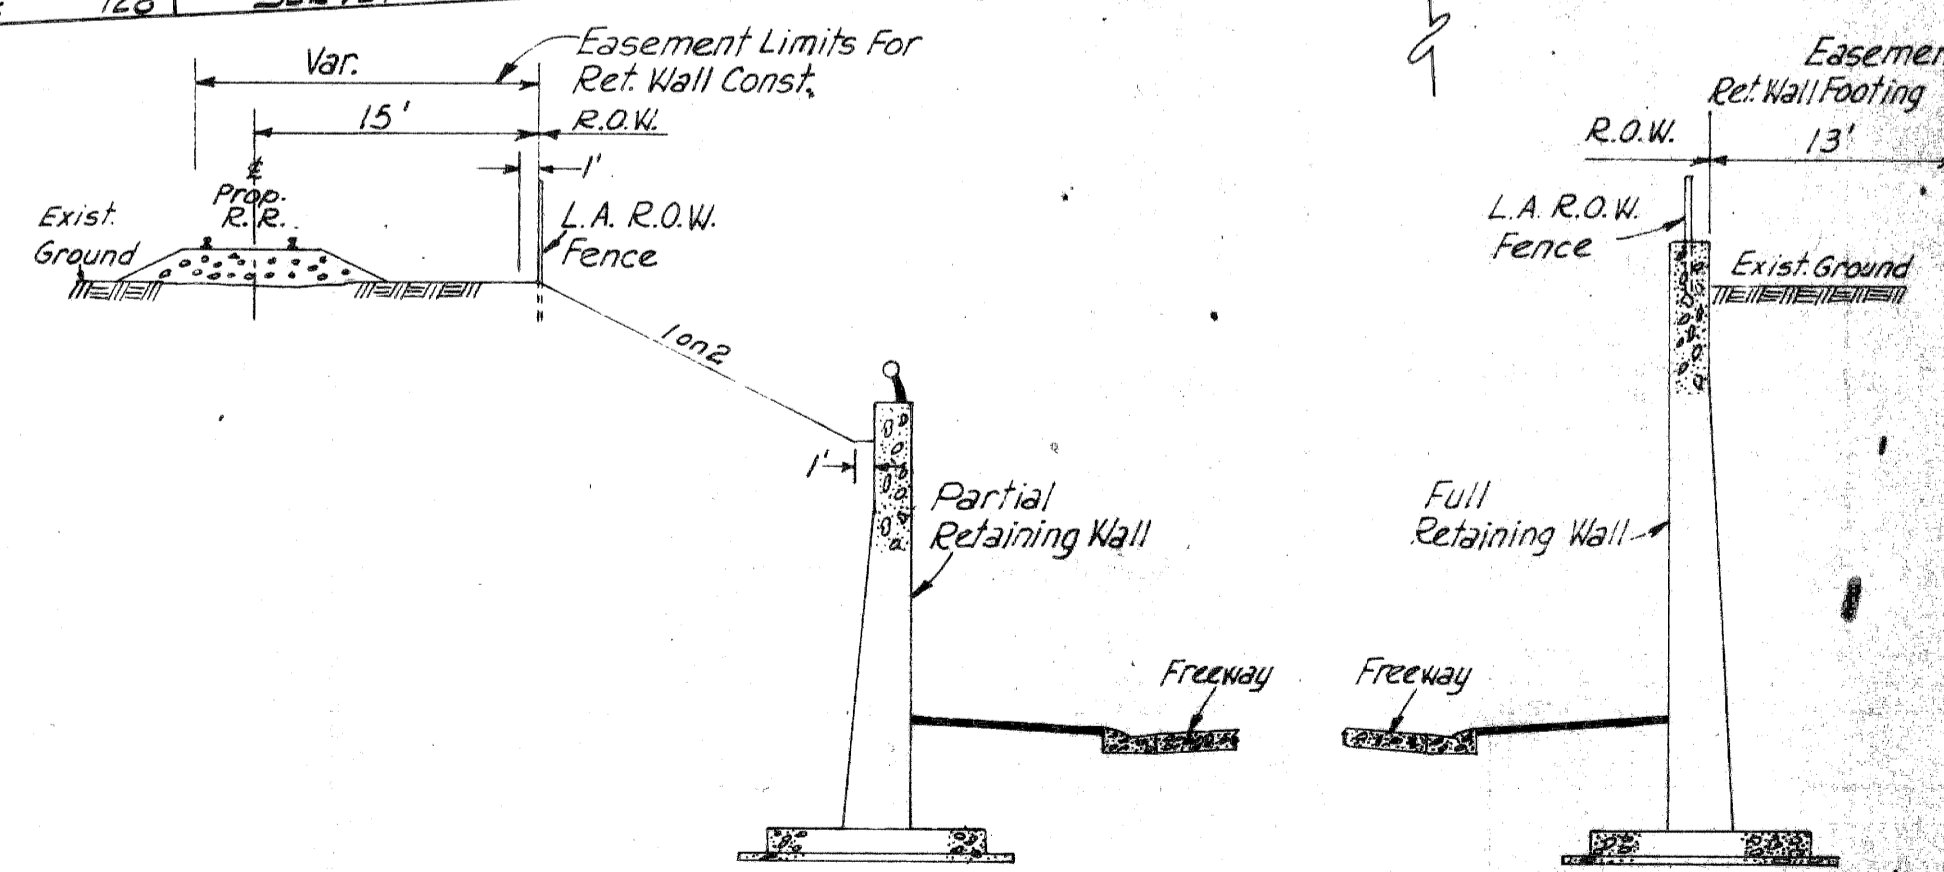 128
Easement Limits For
Ret. Wall Const.
Var.
15'
R.O.W.
1'
℄
Prop.
R.R.
Exist.
Ground
L.A. R.O.W.
Fence
1 on 2
1'
Partial
Retaining Wall
Freeway
Ret. Wall Footing
R.O.W.
13'
L.A. R.O.W.
Fence
Exist. Ground
Full
Retaining Wall
Freeway